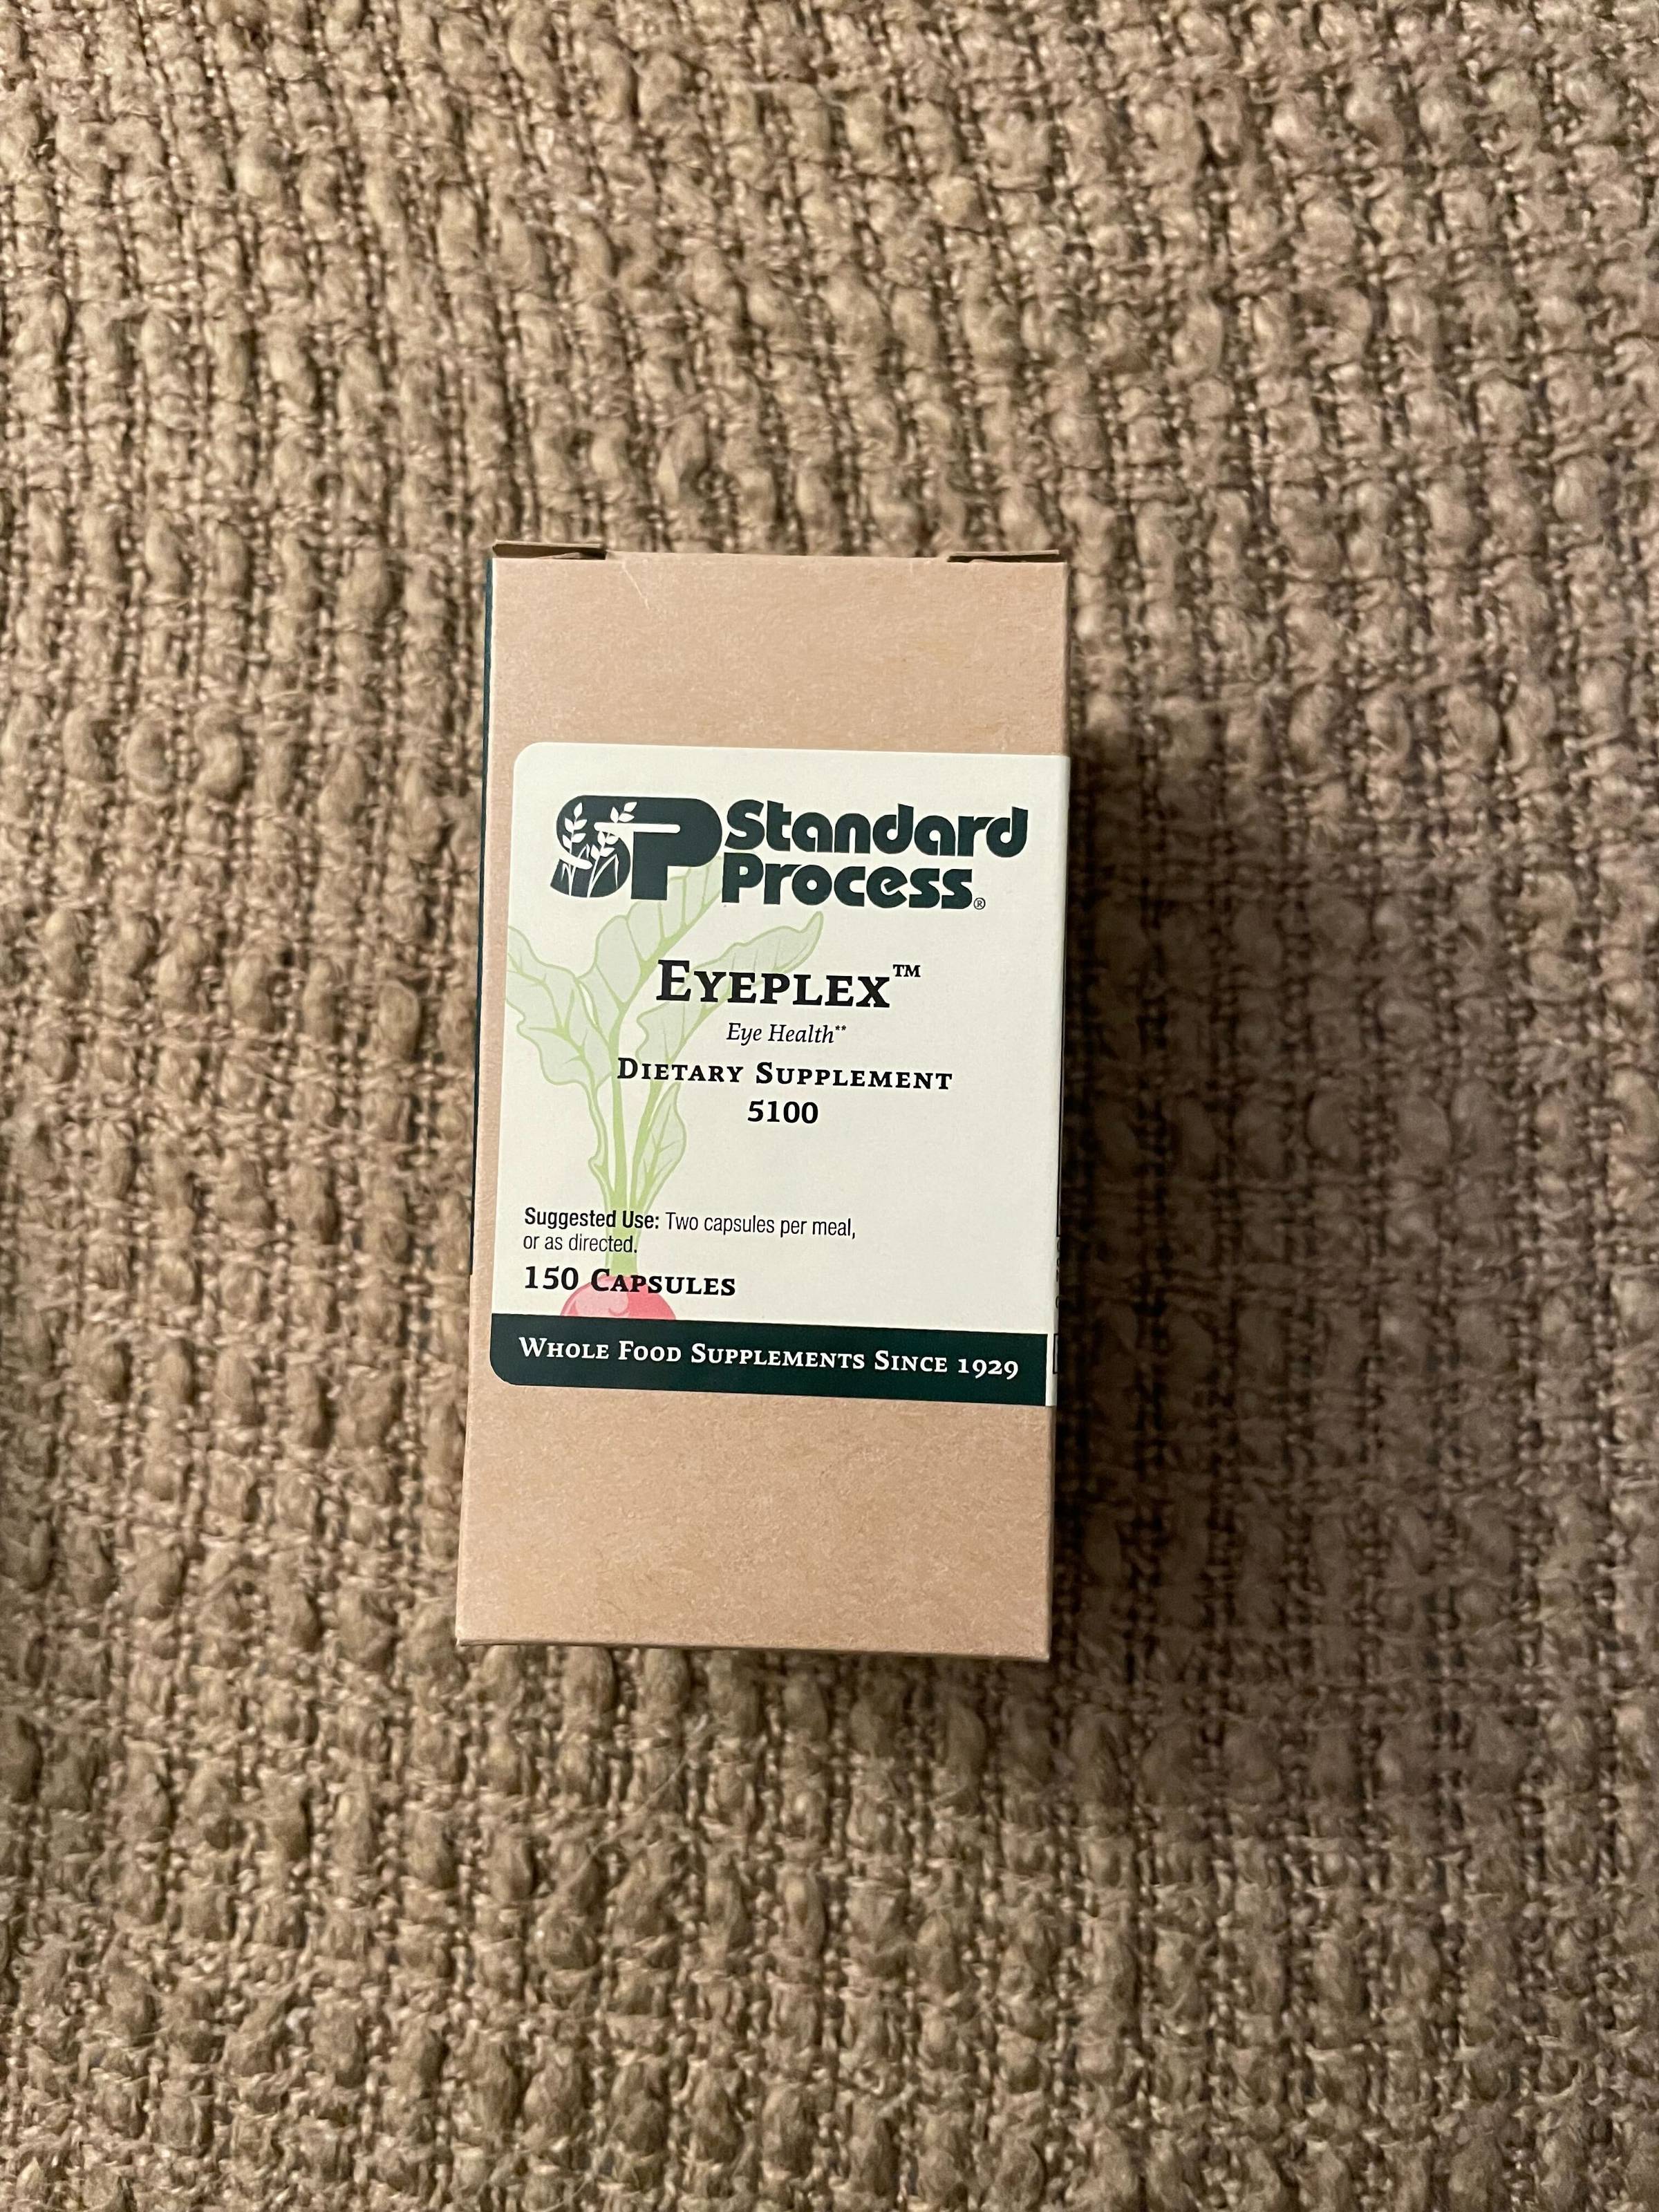 SP Standard
Process®
EYEPLEX™
Eye Health**
DIETARY SUPPLEMENT
5100
Suggested Use: Two capsules per meal,
or as directed.
150 CAPSULES
WHOLE FOOD SUPPLEMENTS SINCE 1929